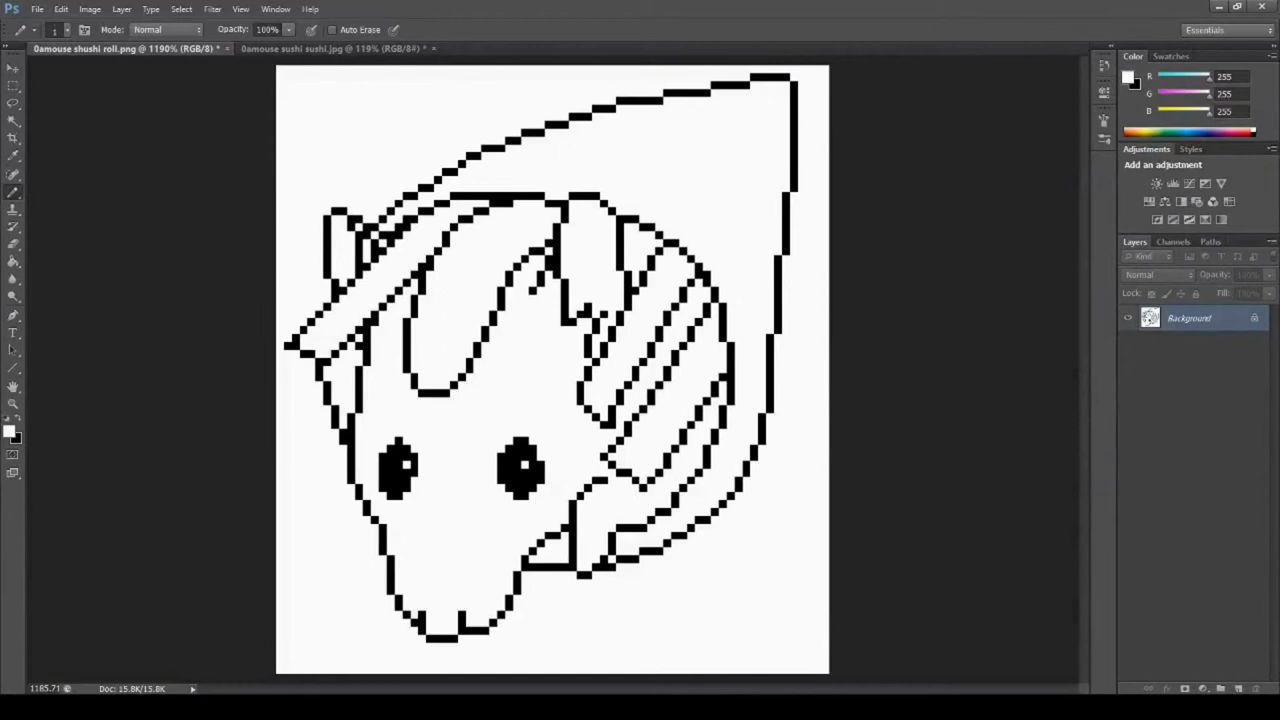 Ps File Edit Image Layer Type Select Filter View Window Help
1 Mode: Normal Opacity: 100% Auto Erase Essentials
0amouse shushi roll.png @ 1190% (RGB/8) * × 0amouse sushi sushi.jpg @ 119% (RGB/8#) * ×
Color Swatches
R 255
G 255
B 255
Adjustments Styles
Add an adjustment
Layers Channels Paths
Kind
Normal Opacity: 100%
Lock: Fill: 100%
Background
T
1185.71 Doc: 15.8K/15.8K